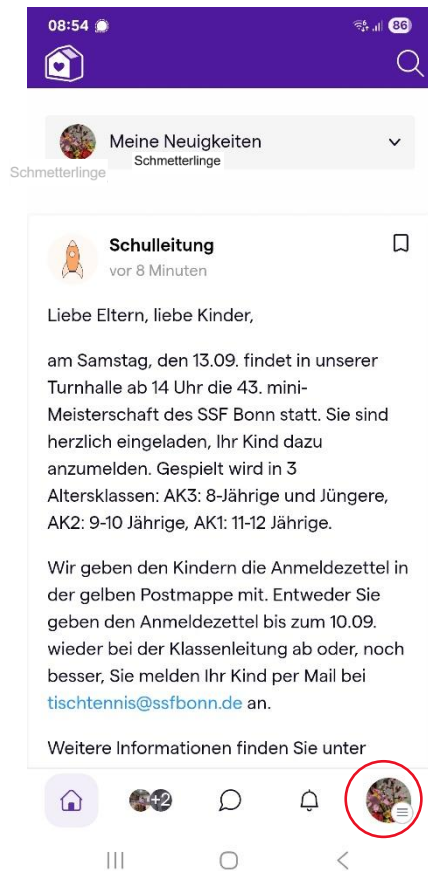 08:54
86
Meine Neuigkeiten
Schmetterlinge
Schmetterlinge
Schulleitung
vor 8 Minuten
Liebe Eltern, liebe Kinder,
am Samstag, den 13.09. findet in unserer
Turnhalle ab 14 Uhr die 43. mini-
Meisterschaft des SSF Bonn statt. Sie sind
herzlich eingeladen, Ihr Kind dazu
anzumelden. Gespielt wird in 3
Altersklassen: AK3: 8-Jährige und Jüngere,
AK2: 9-10 Jährige, AK1: 11-12 Jährige.
Wir geben den Kindern die Anmeldezettel in
der gelben Postmappe mit. Entweder Sie
geben den Anmeldezettel bis zum 10.09.
wieder bei der Klassenleitung ab oder, noch
besser, Sie melden Ihr Kind per Mail bei
tischtennis@ssfbonn.de an.
Weitere Informationen finden Sie unter
+2